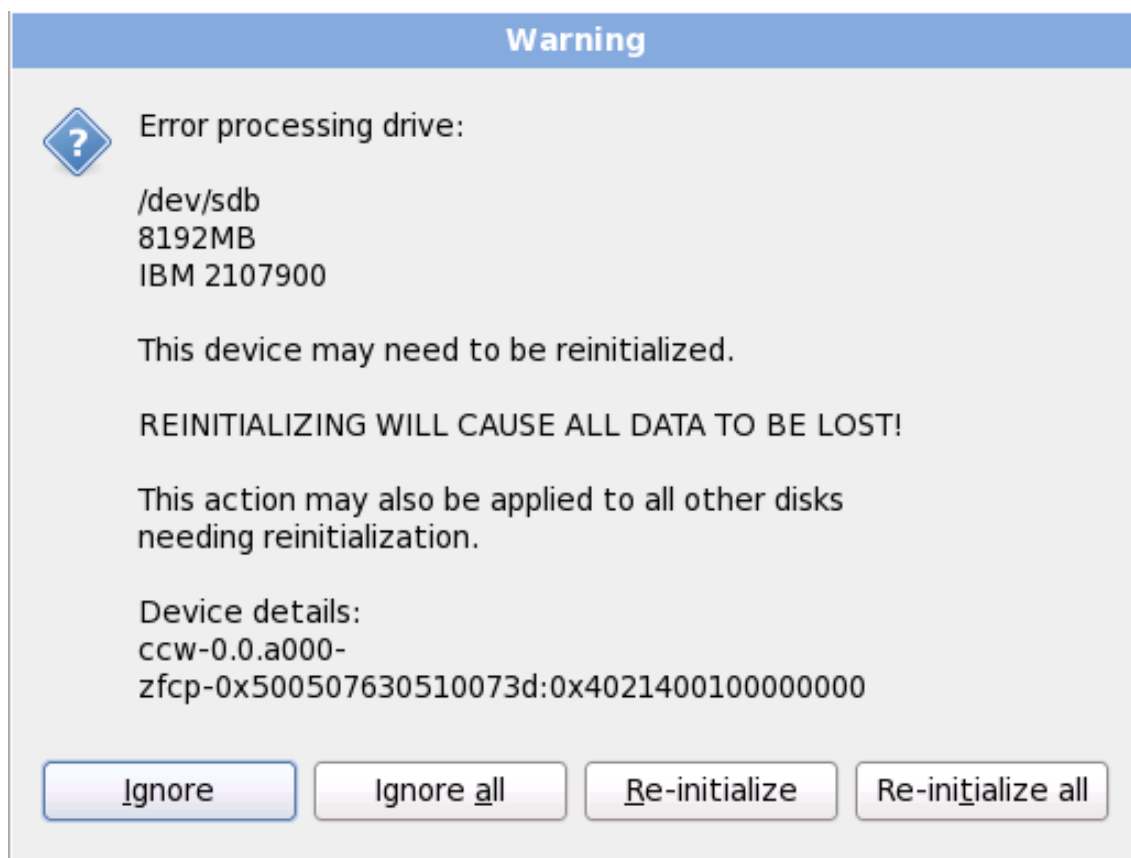 Warning
Error processing drive:
/dev/sdb
8192MB
IBM 2107900
This device may need to be reinitialized.
REINITIALIZING WILL CAUSE ALL DATA TO BE LOST!
This action may also be applied to all other disks
needing reinitialization.
Device details:
ccw-0.0.a000-
zfcp-0x500507630510073d:0x4021400100000000
Ignore
Ignore all
Re-initialize
Re-initialize all